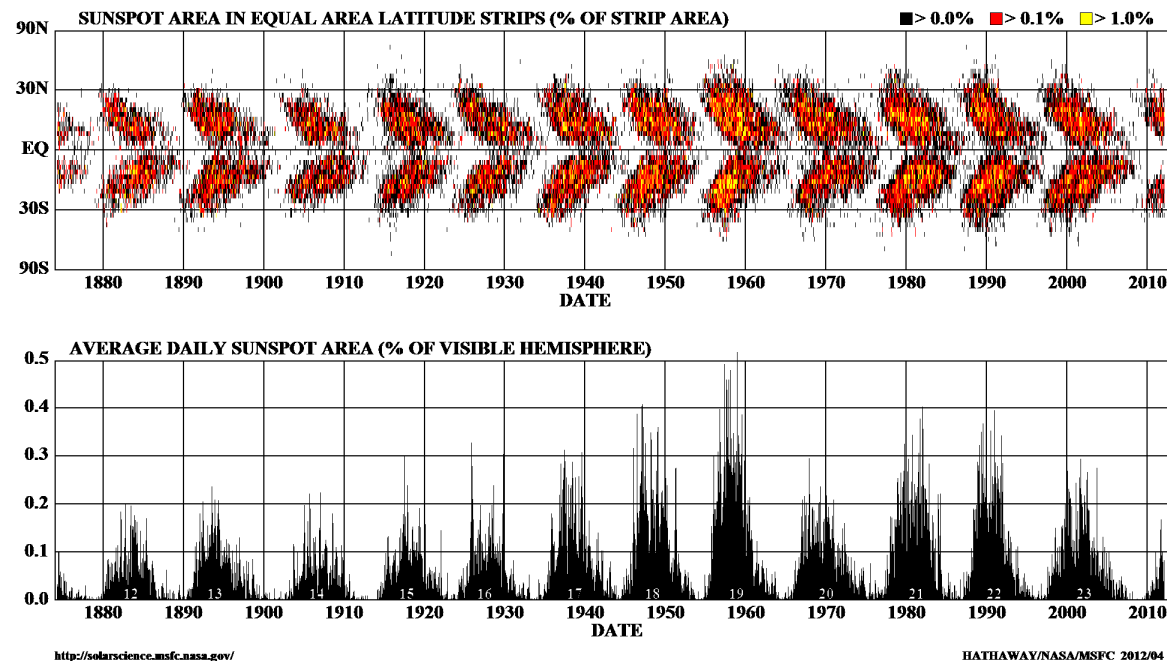 SUNSPOT AREA IN EQUAL AREA LATITUDE STRIPS (% OF STRIP AREA) > 0.0% > 0.1% > 1.0%
90N
30N
EQ
30S
90S
1880 1890 1900 1910 1920 1930 1940 1950 1960 1970 1980 1990 2000 2010
DATE
AVERAGE DAILY SUNSPOT AREA (% OF VISIBLE HEMISPHERE)
0.5
0.4
0.3
0.2
0.1
0.0
12 13 14 15 16 17 18 19 20 21 22 23
1880 1890 1900 1910 1920 1930 1940 1950 1960 1970 1980 1990 2000 2010
DATE
http://solarscience.msfc.nasa.gov/ HATHAWAY/NASA/MSFC 2012/04